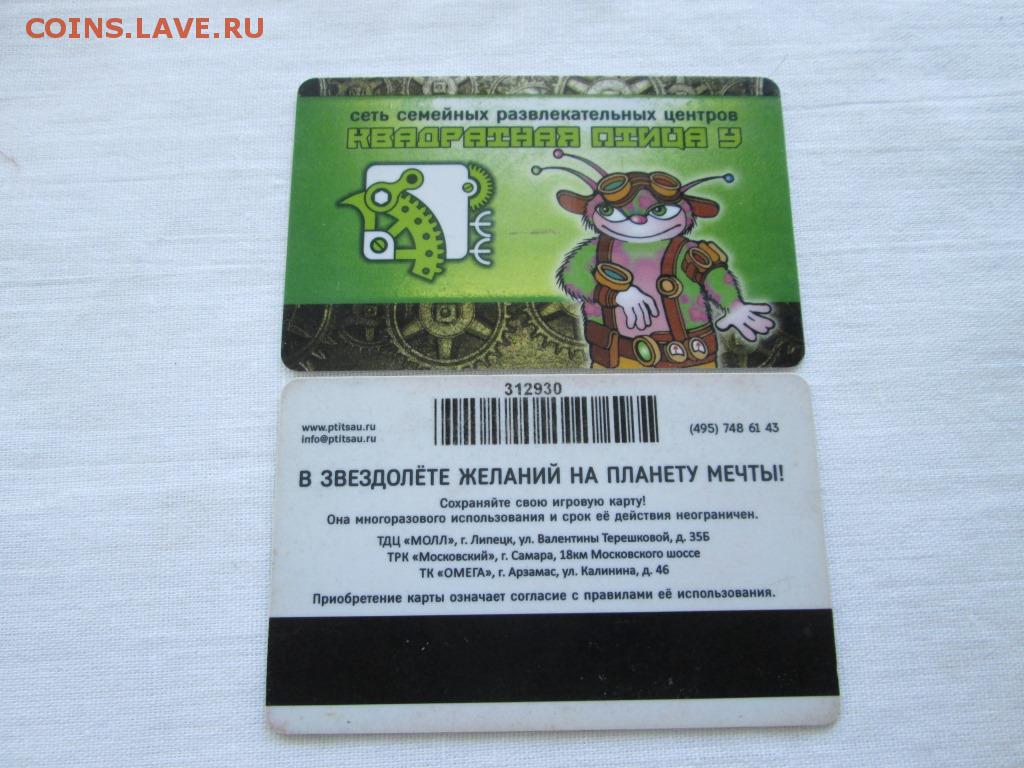 COINS.LAVE.RU
сеть семейных развлекательных центров
КВАДРАТНАЯ ПТИЦА У
312930
www.ptitsau.ru
info@ptitsau.ru
(495) 748 61 43
В ЗВЕЗДОЛЁТЕ ЖЕЛАНИЙ НА ПЛАНЕТУ МЕЧТЫ!
Сохраняйте свою игровую карту!
Она многоразового использования и срок её действия неограничен.
ТДЦ «МОЛЛ», г. Липецк, ул. Валентины Терешковой, д. 35Б
ТРК «Московский», г. Самара, 18км Московского шоссе
ТК «ОМЕГА», г. Арзамас, ул. Калинина, д. 46
Приобретение карты означает согласие с правилами её использования.